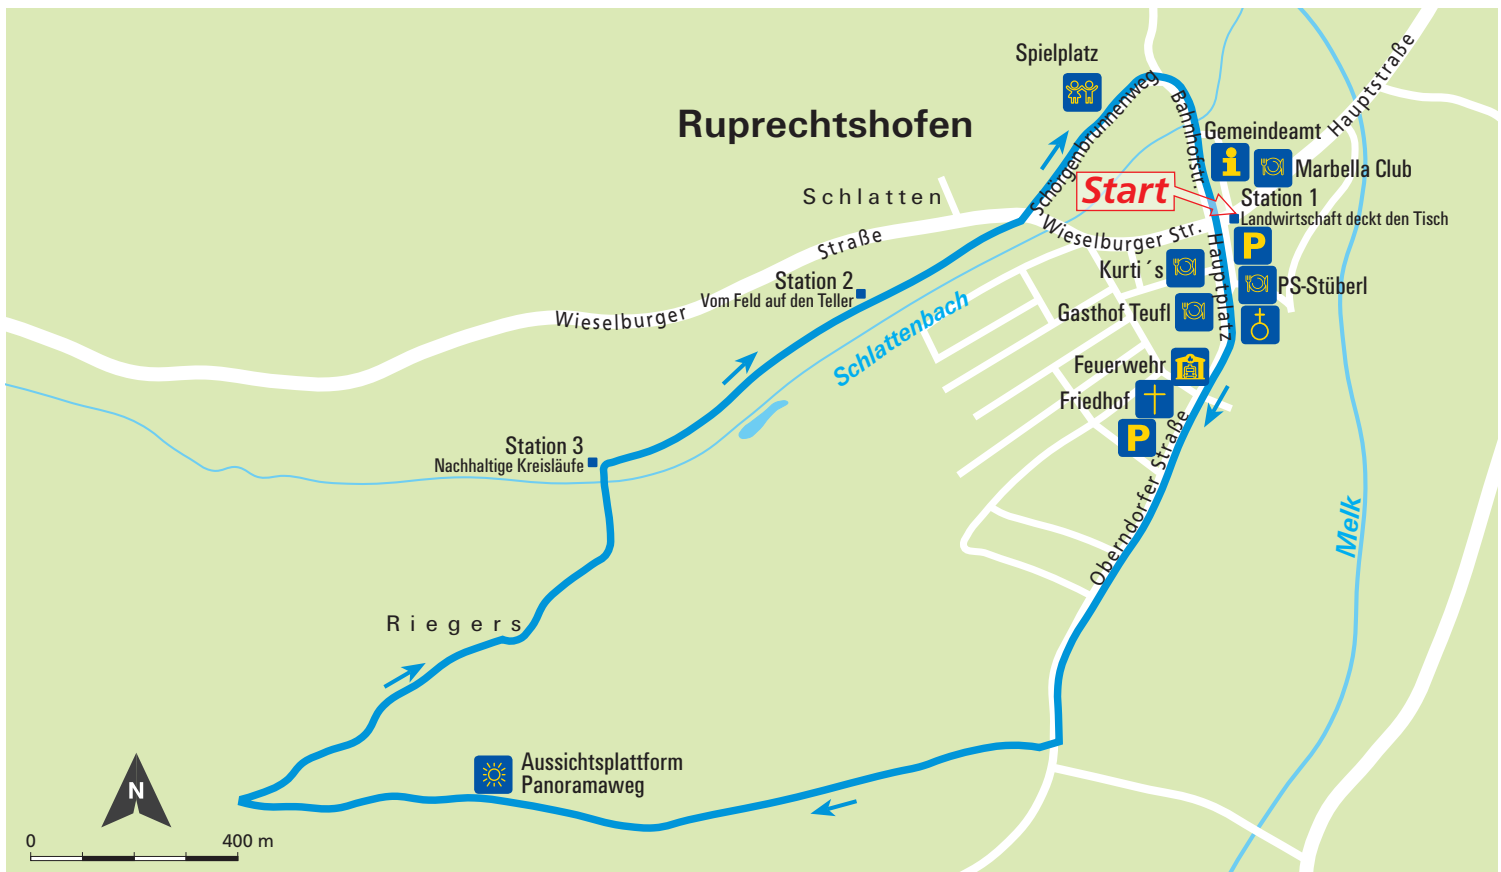 Spielplatz
Hauptstraße
Ruprechtshofen
Schörgenbrunnenweg
Bahnhofstr.
Gemeindeamt
Marbella Club
Schlatten
Start
Station 1
Landwirtschaft deckt den Tisch
Wieselburger Str.
P
Straße
Kurti´s
Hauptplatz
Station 2
Vom Feld auf den Teller
PS-Stüberl
Wieselburger
Gasthof Teufl
Schlattenbach
Feuerwehr
Friedhof
P
Station 3
Nachhaltige Kreisläufe
Oberndorfer Straße
Melk
Riegers
Aussichtsplattform
Panoramaweg
N
0 400 m